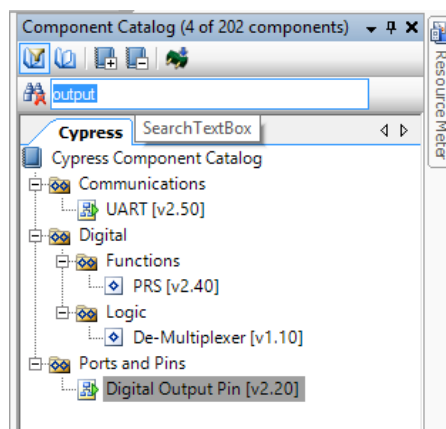 Component Catalog (4 of 202 components)
output
Cypress
SearchTextBox
Cypress Component Catalog
Communications
UART [v2.50]
Digital
Functions
PRS [v2.40]
Logic
De-Multiplexer [v1.10]
Ports and Pins
Digital Output Pin [v2.20]
Resource Meter